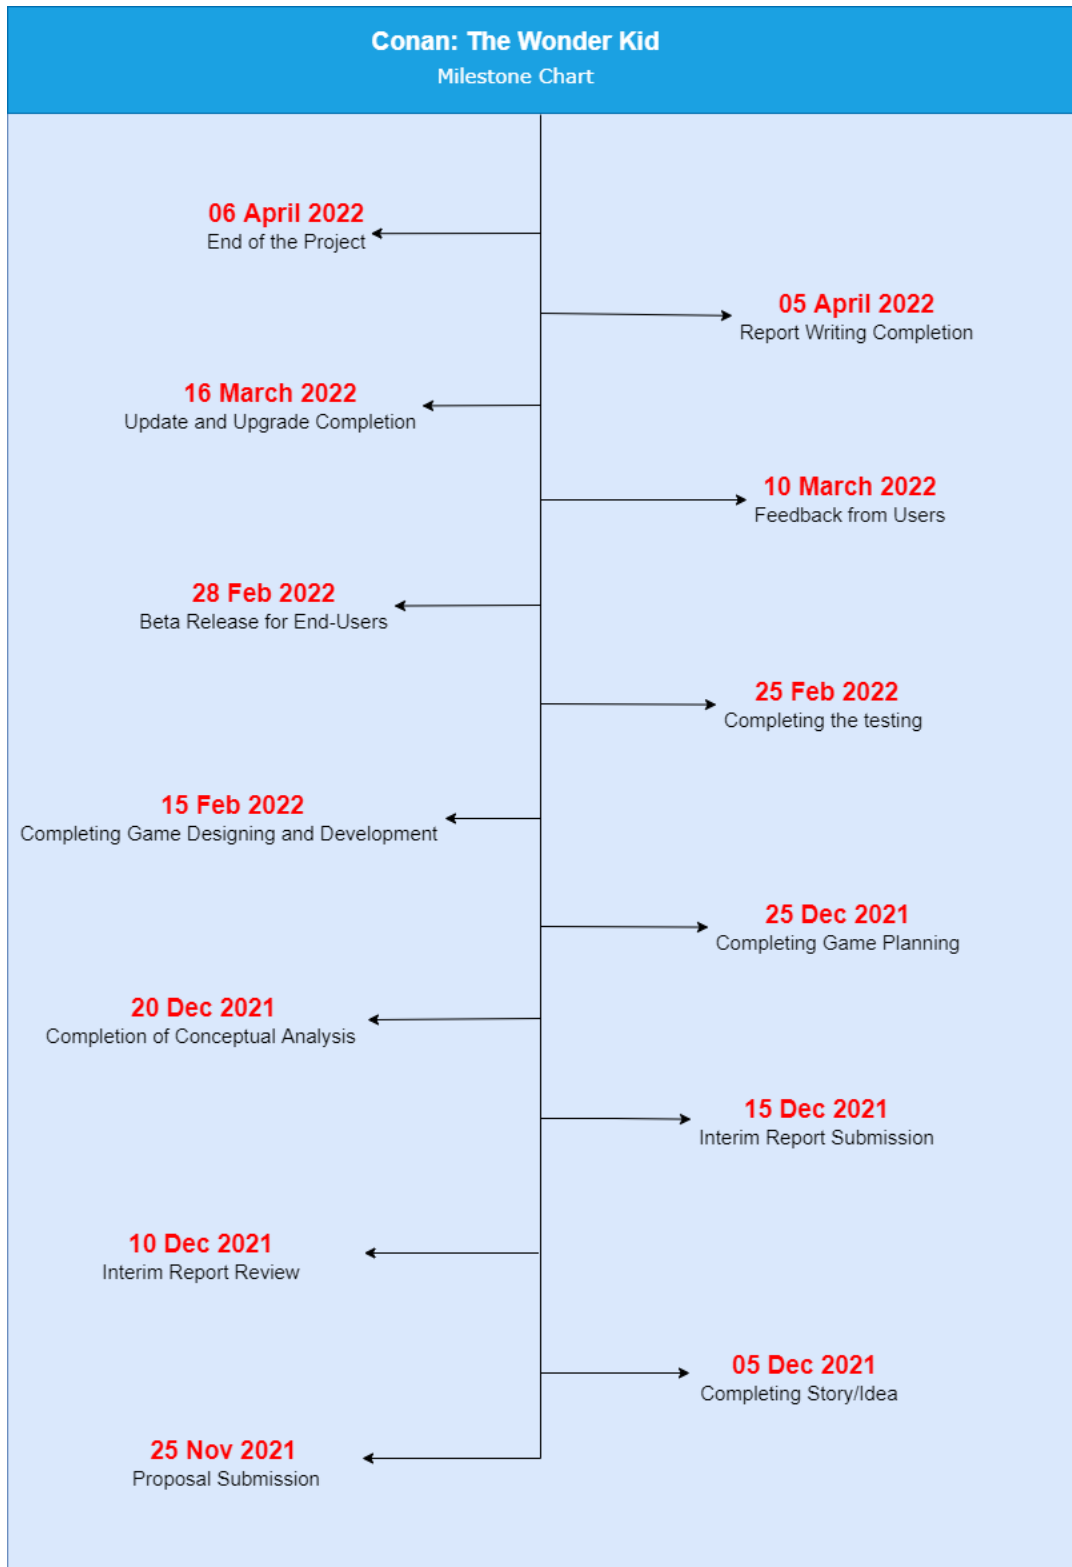 Conan: The Wonder Kid
Milestone Chart
06 April 2022
End of the Project
05 April 2022
Report Writing Completion
16 March 2022
Update and Upgrade Completion
10 March 2022
Feedback from Users
28 Feb 2022
Beta Release for End-Users
25 Feb 2022
Completing the testing
15 Feb 2022
Completing Game Designing and Development
25 Dec 2021
Completing Game Planning
20 Dec 2021
Completion of Conceptual Analysis
15 Dec 2021
Interim Report Submission
10 Dec 2021
Interim Report Review
05 Dec 2021
Completing Story/Idea
25 Nov 2021
Proposal Submission